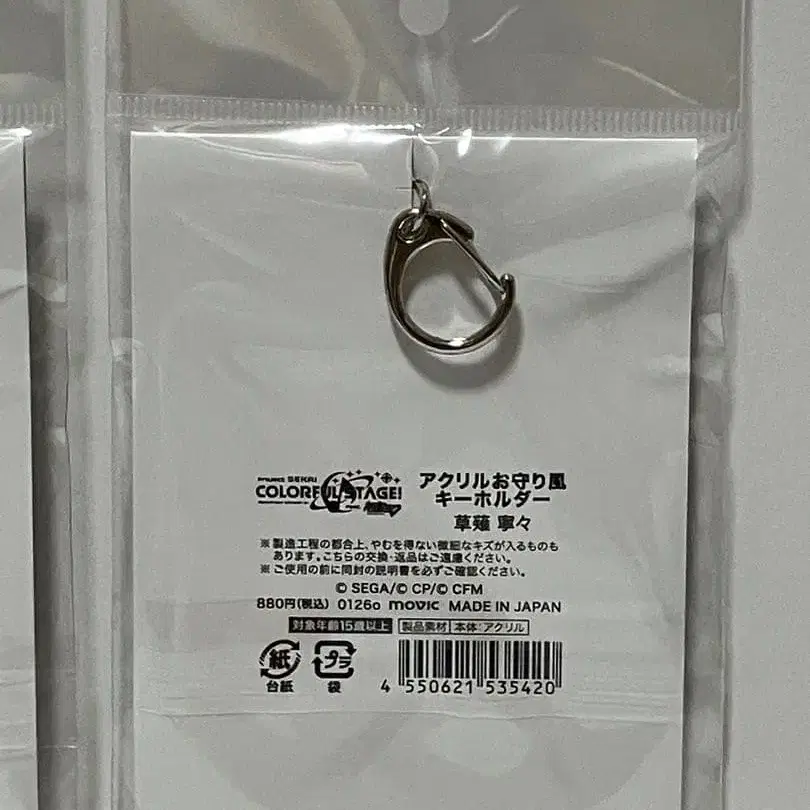 PROJECT SEKAI
COLORFUL STAGE!
アクリルお守り風
キーホルダー
草薙 寧々
※製造工程の都合上、やむを得ない微細なキズが入るものも
あります。こちらの交換・返品はご遠慮ください。
※ご使用の前に同封の説明書を必ずご確認ください。
© SEGA/© CP/© CFM
880円(税込) 0126o movic MADE IN JAPAN
対象年齢15歳以上 製品素材 本体:アクリル
紙 プラ
台紙 袋
4 550621 535420